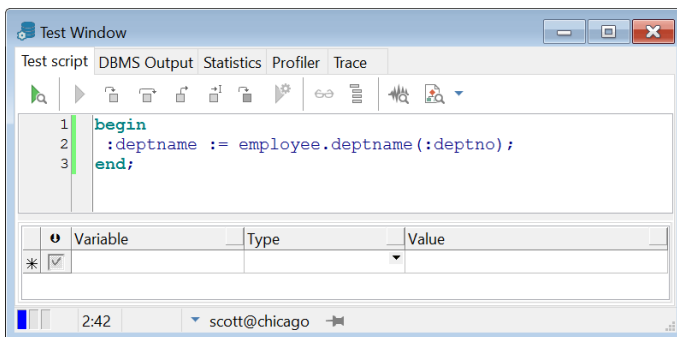 Test Window
Test script DBMS Output Statistics Profiler Trace
1 begin
2 :deptname := employee.deptname(:deptno);
3 end;
Variable Type Value
2:42 scott@chicago